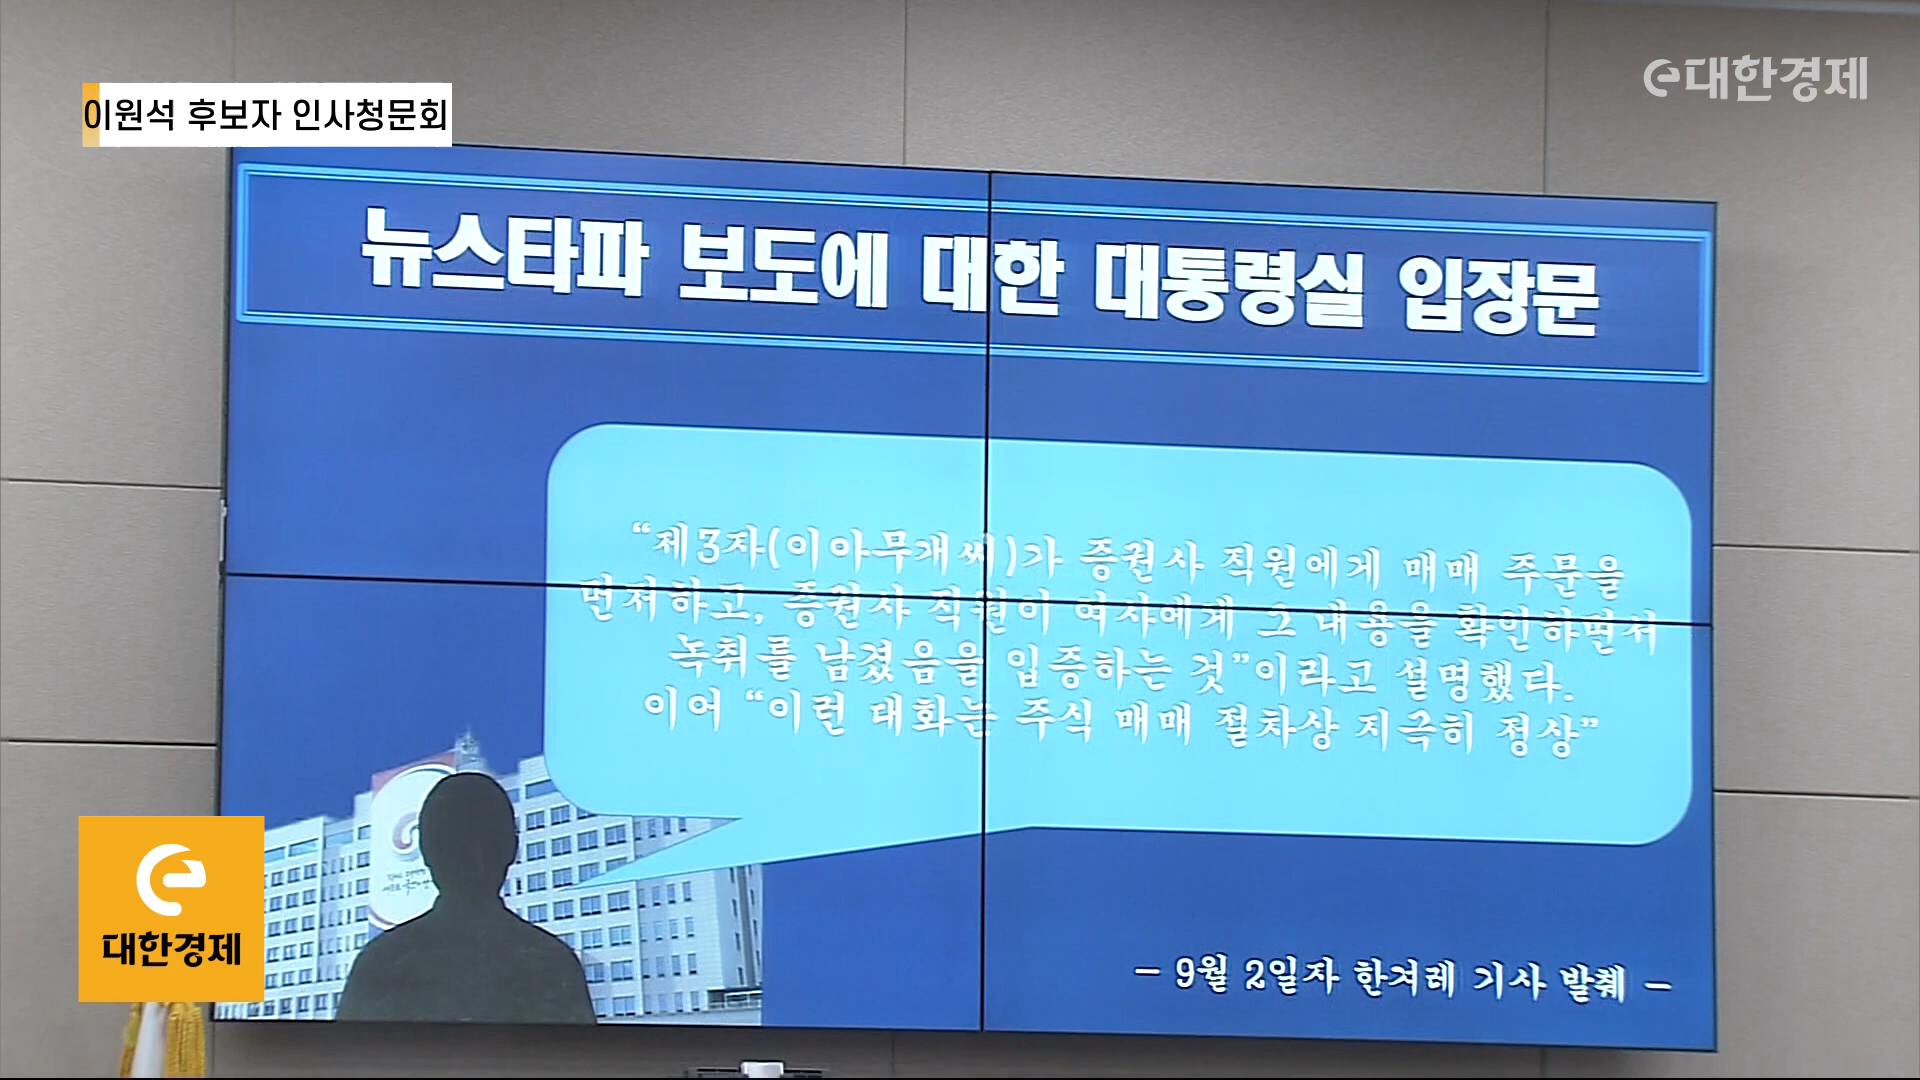 e대한경제
이원석 후보자 인사청문회
뉴스타파 보도에 대한 대통령실 입장문
“제3자(이아무개씨)가 증권사 직원에게 매매 주문을
먼저하고, 증권사 직원이 여사에게 그 내용을 확인하면서
녹취를 남겼음을 입증하는 것”이라고 설명했다.
이어 “이런 대화는 주식 매매 절차상 지극히 정상”
– 9월 2일자 한겨레 기사 발췌 –
e
대한경제